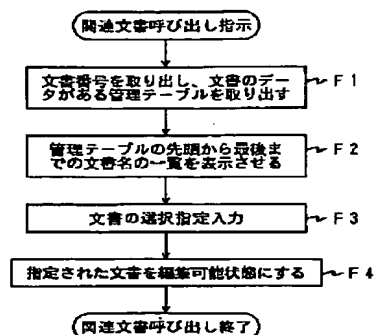 関連文書呼び出し指示
文書番号を取り出し、文書のデー
タがある管理テーブルを取り出す
F1
管理テーブルの先頭から最後ま
での文書名の一覧を表示させる
F2
文書の選択指定入力
F3
指定された文書を編集可能状態にする
F4
関連文書呼び出し終了